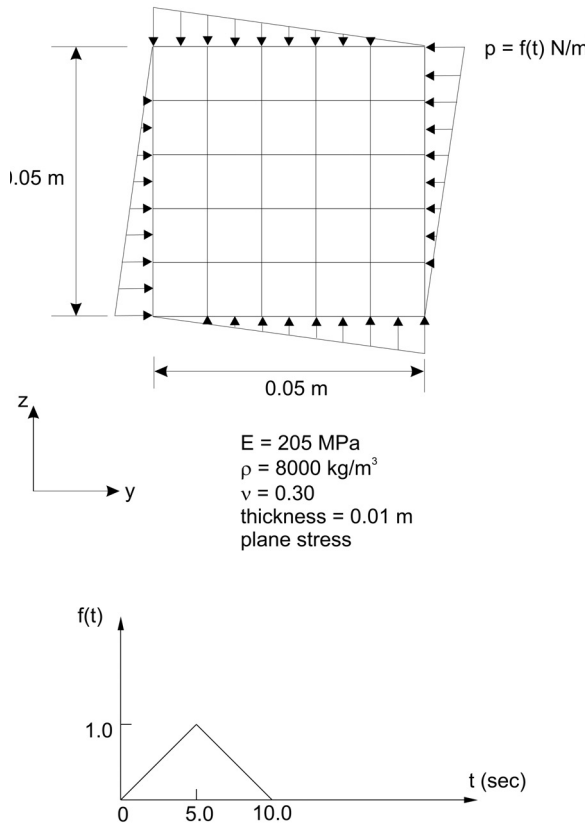 p = f(t) N/m
0.05 m
0.05 m
z
y
E = 205 MPa
ρ = 8000 kg/m³
ν = 0.30
thickness = 0.01 m
plane stress
f(t)
1.0
t (sec)
0
5.0
10.0